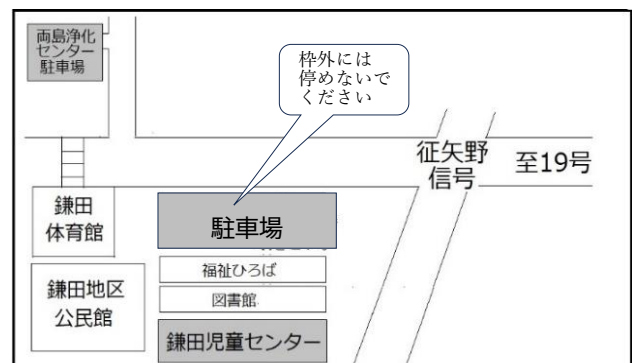 両島浄化
センター
駐車場
枠外には
停めないで
ください
征矢野
信号
至19号
鎌田
体育館
駐車場
福祉ひろば
図書館
鎌田地区
公民館
鎌田児童センター